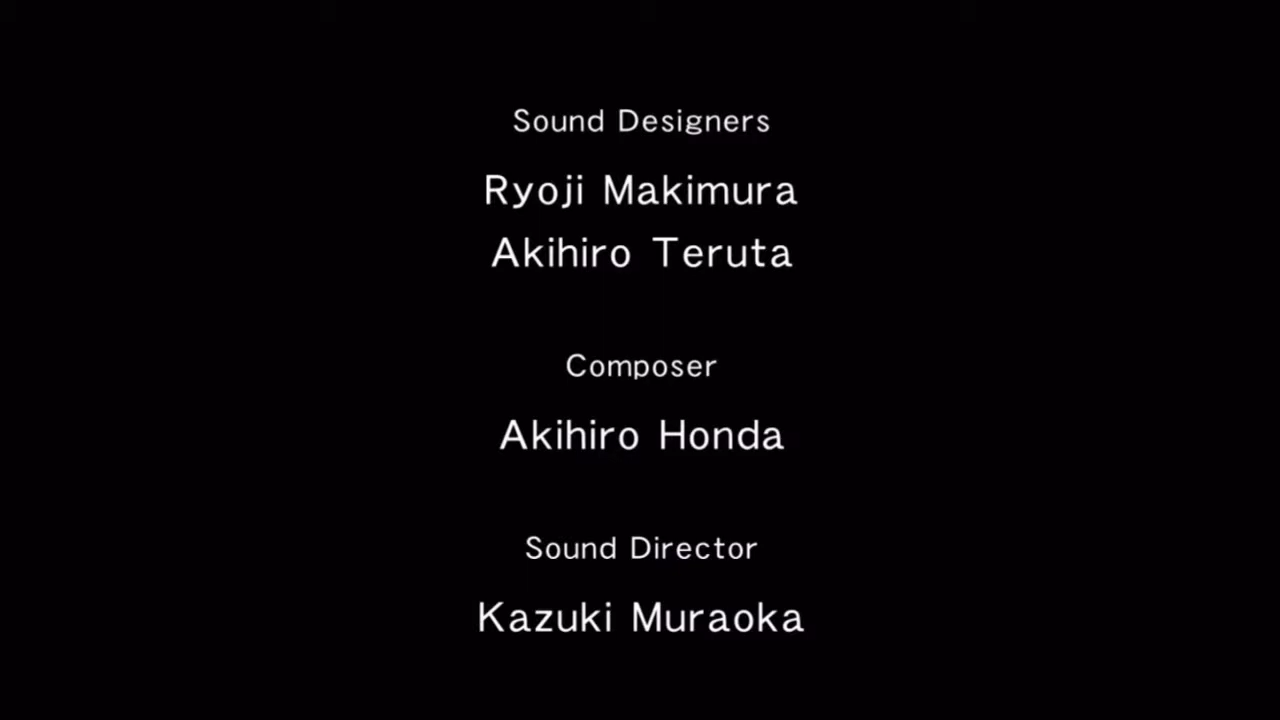 Sound Designers
Ryoji Makimura
Akihiro Teruta
Composer
Akihiro Honda
Sound Director
Kazuki Muraoka